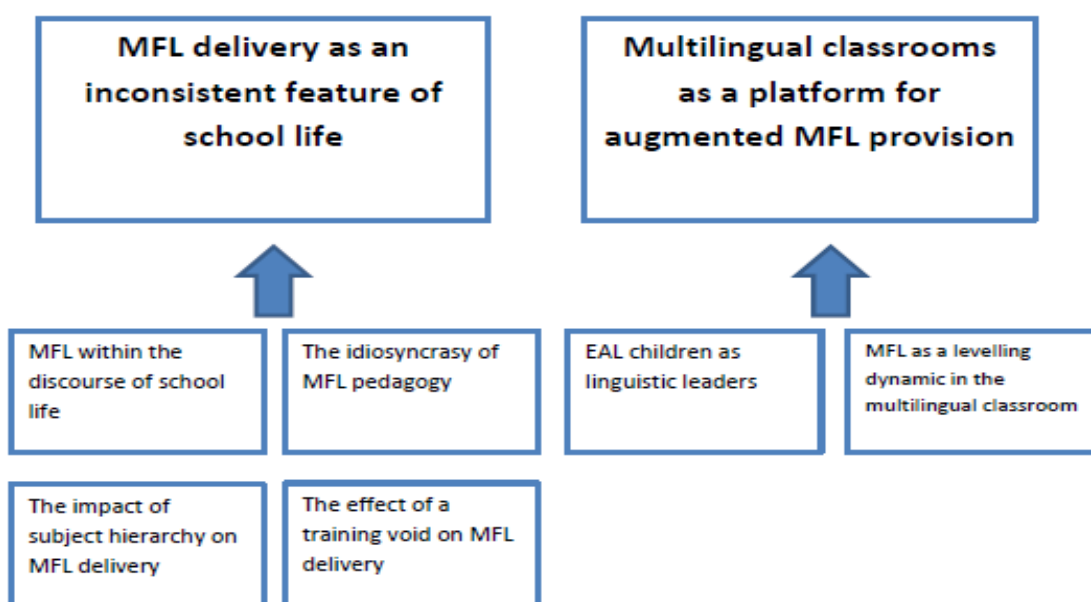 MFL delivery as an
inconsistent feature of
school life
Multilingual classrooms
as a platform for
augmented MFL provision
MFL within the
discourse of school
life
The idiosyncrasy of
MFL pedagogy
EAL children as
linguistic leaders
MFL as a levelling
dynamic in the
multilingual classroom
The impact of
subject hierarchy on
MFL delivery
The effect of a
training void on MFL
delivery